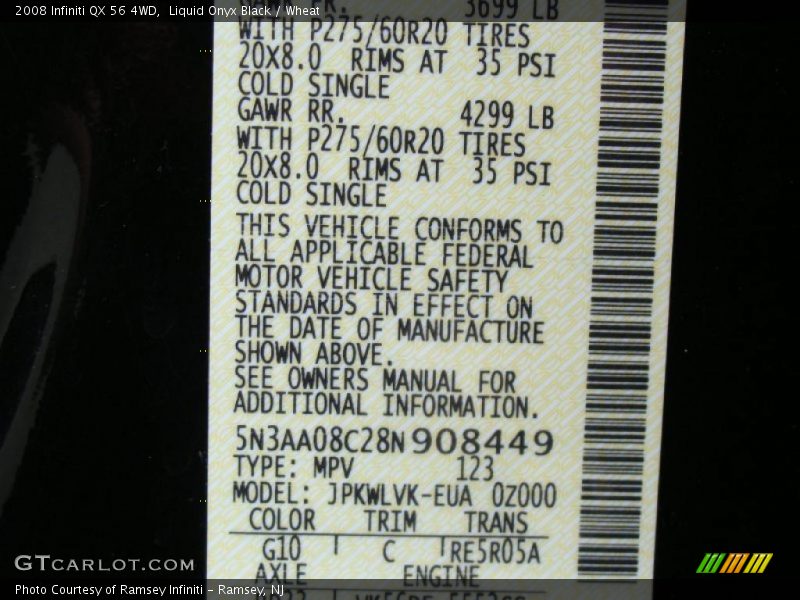 2008 Infiniti QX 56 4WD, Liquid Onyx Black / Wheat
3699 LB
WITH P275/60R20 TIRES
20X8.0 RIMS AT 35 PSI
COLD SINGLE
GAWR RR. 4299 LB
WITH P275/60R20 TIRES
20X8.0 RIMS AT 35 PSI
COLD SINGLE
THIS VEHICLE CONFORMS TO
ALL APPLICABLE FEDERAL
MOTOR VEHICLE SAFETY
STANDARDS IN EFFECT ON
THE DATE OF MANUFACTURE
SHOWN ABOVE.
SEE OWNERS MANUAL FOR
ADDITIONAL INFORMATION.
5N3AA08C28N908449
TYPE: MPV 123
MODEL: JPKWLVK-EUA 0Z000
COLOR TRIM TRANS
G10 C RE5R05A
AXLE ENGINE
GTCARLOT.COM
Photo Courtesy of Ramsey Infiniti - Ramsey, NJ